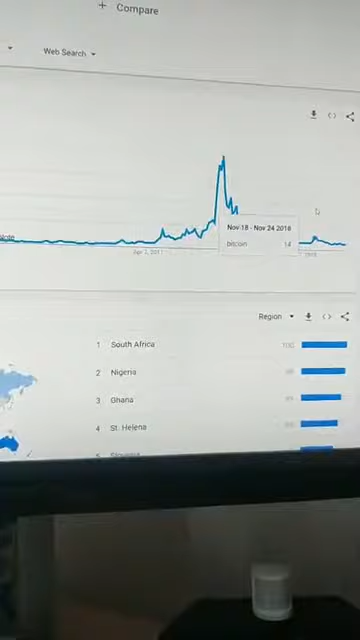 + Compare
Web Search
Note
Nov 18 - Nov 24 2018
bitcoin 14
Region
1 South Africa 100
2 Nigeria
3 Ghana
4 St. Helena